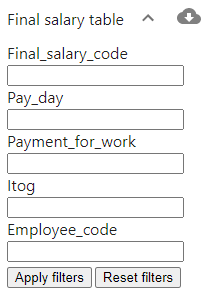 Final salary table
Final_salary_code
Pay_day
Payment_for_work
Itog
Employee_code
Apply filters Reset filters